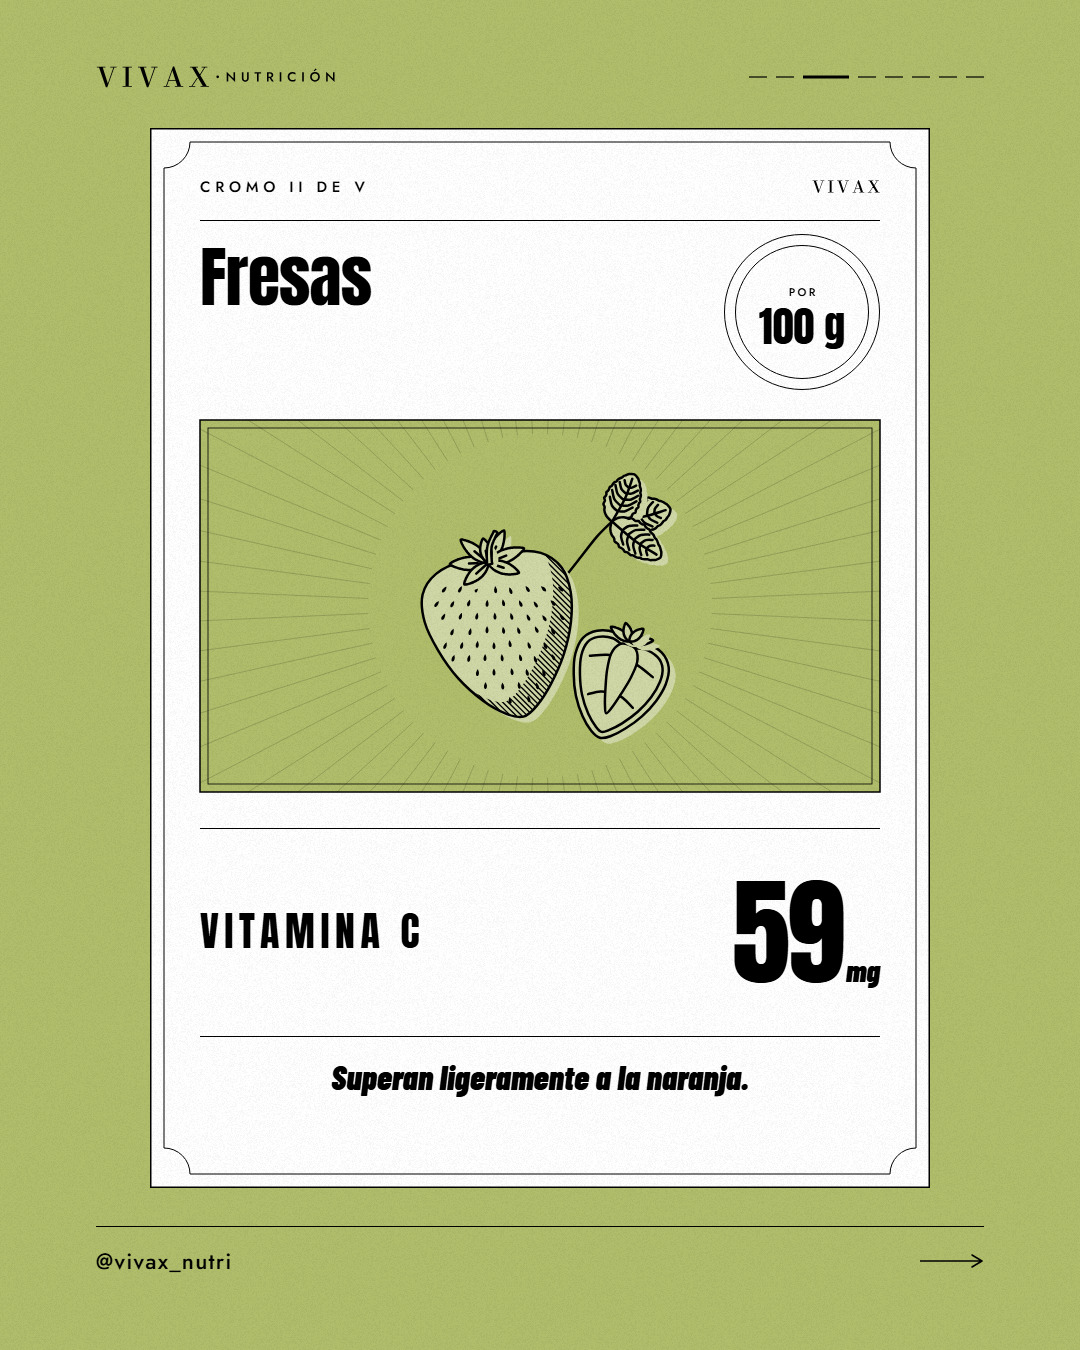 VIVAX·NUTRICIÓN
CROMO II DE V
VIVAX
Fresas
POR
100 g
VITAMINA C
59 mg
Superan ligeramente a la naranja.
@vivax_nutri